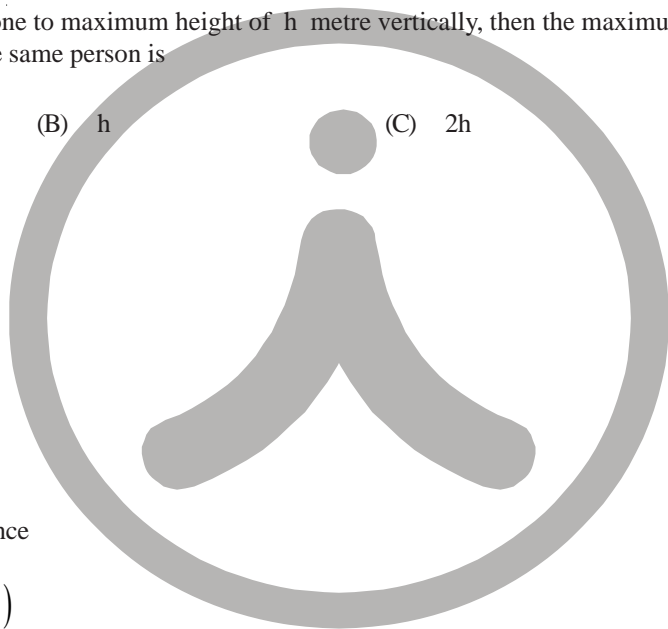 one to maximum height of h metre vertically, then the maximu
e same person is
(B) h (C) 2h
nce
)